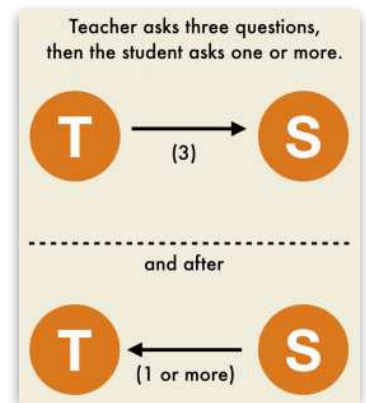 Teacher asks three questions,
then the student asks one or more.
T
S
(3)
and after
T
S
(1 or more)